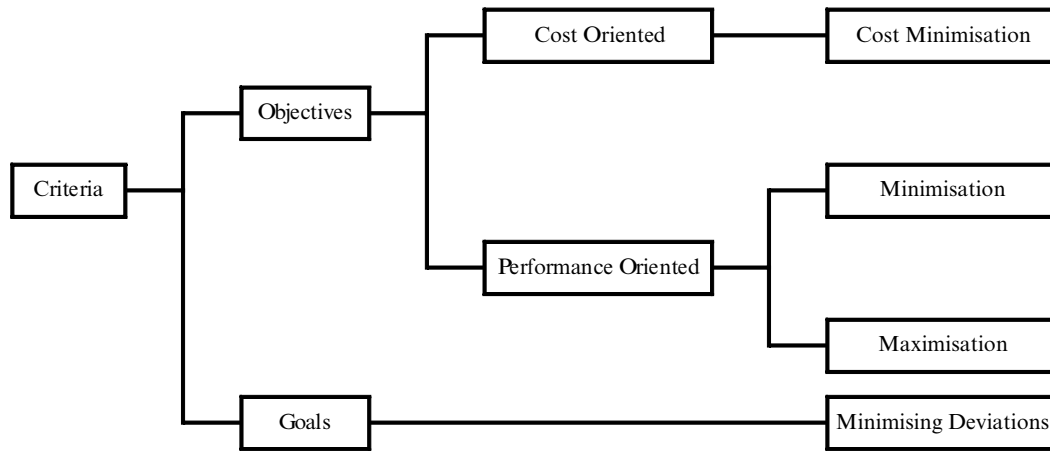 Cost Oriented
Cost Minimisation
Objectives
Criteria
Minimisation
Performance Oriented
Maximisation
Goals
Minimising Deviations